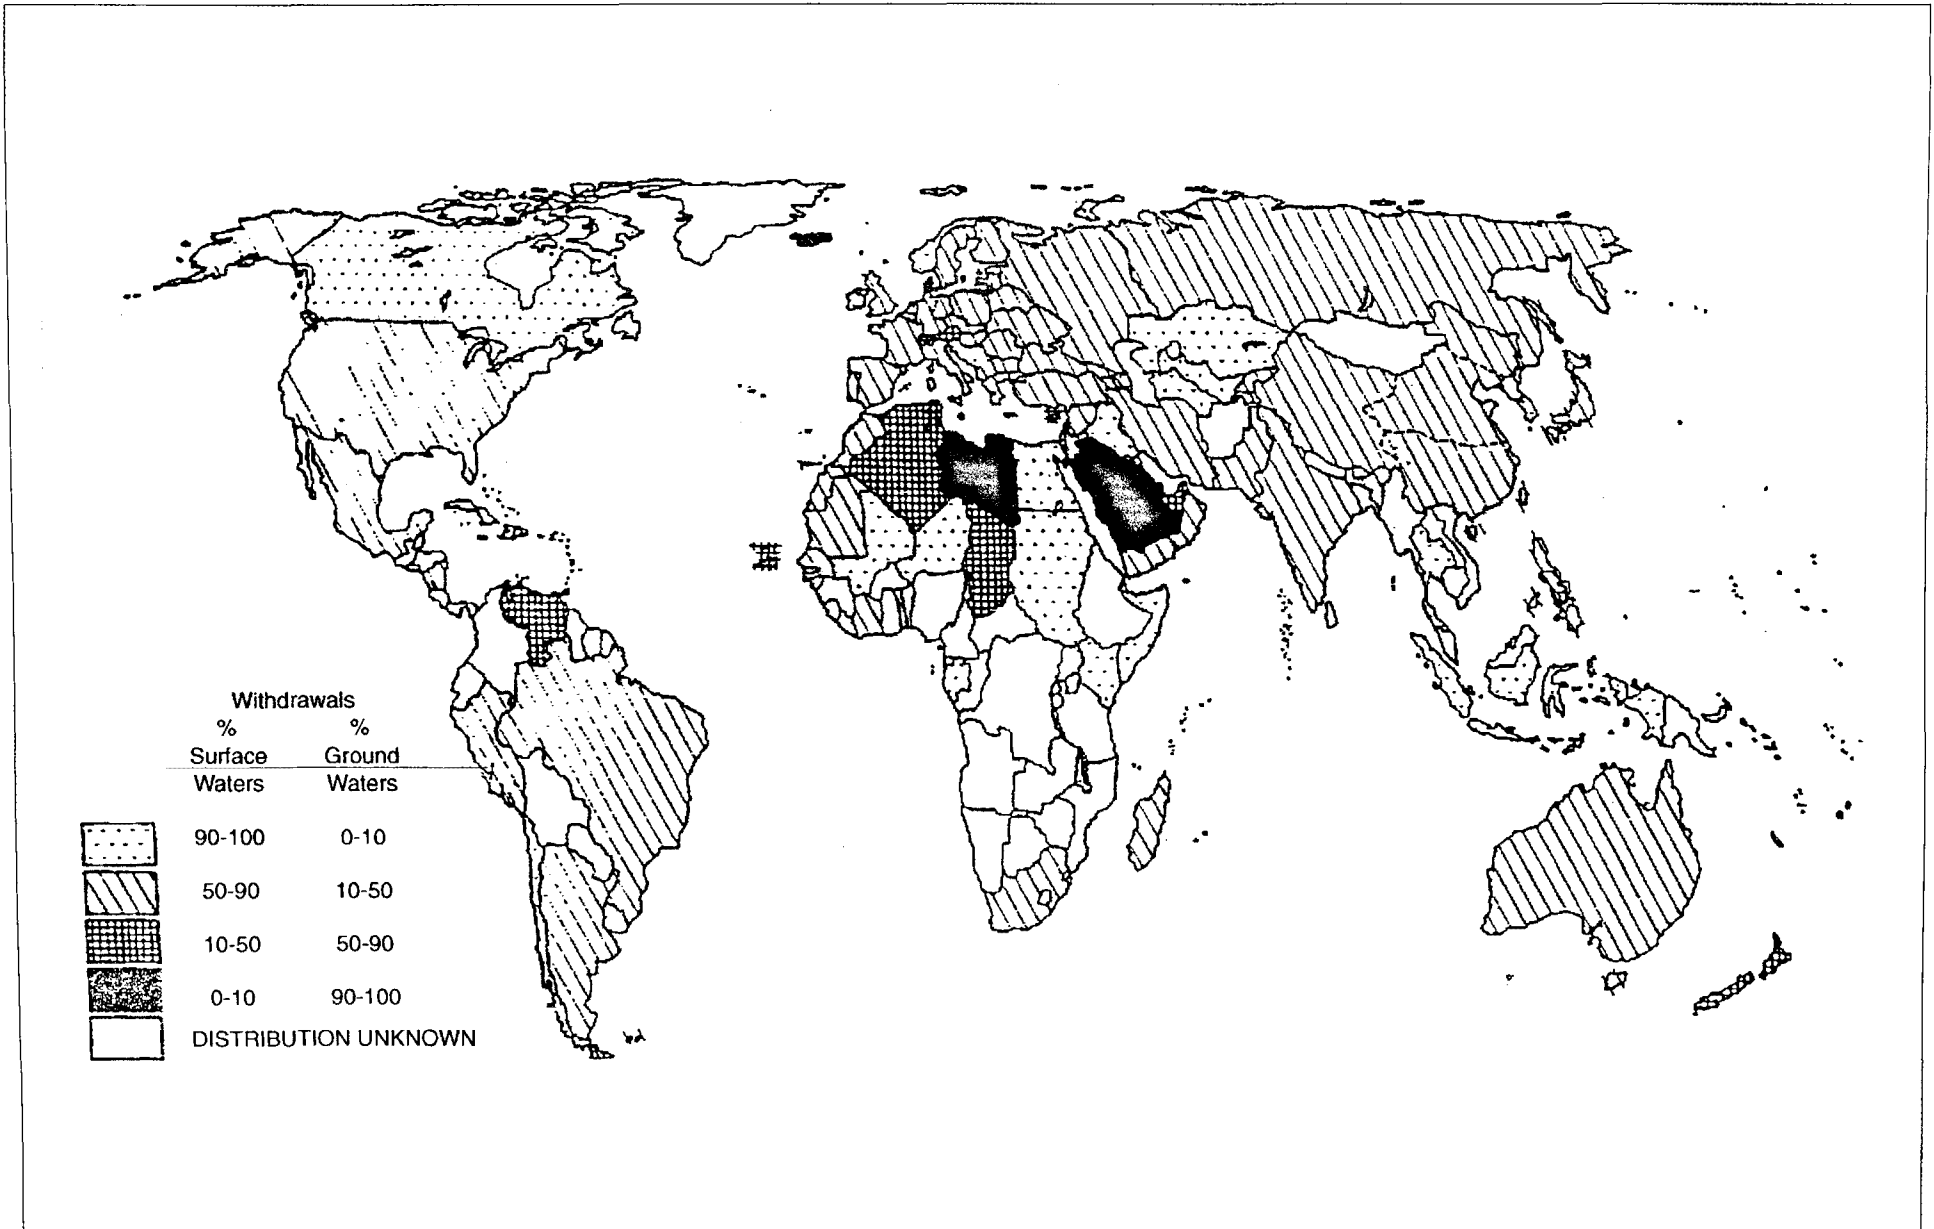 Withdrawals
% %
Surface Ground
Waters Waters
90-100 0-10
50-90 10-50
10-50 50-90
0-10 90-100
DISTRIBUTION UNKNOWN